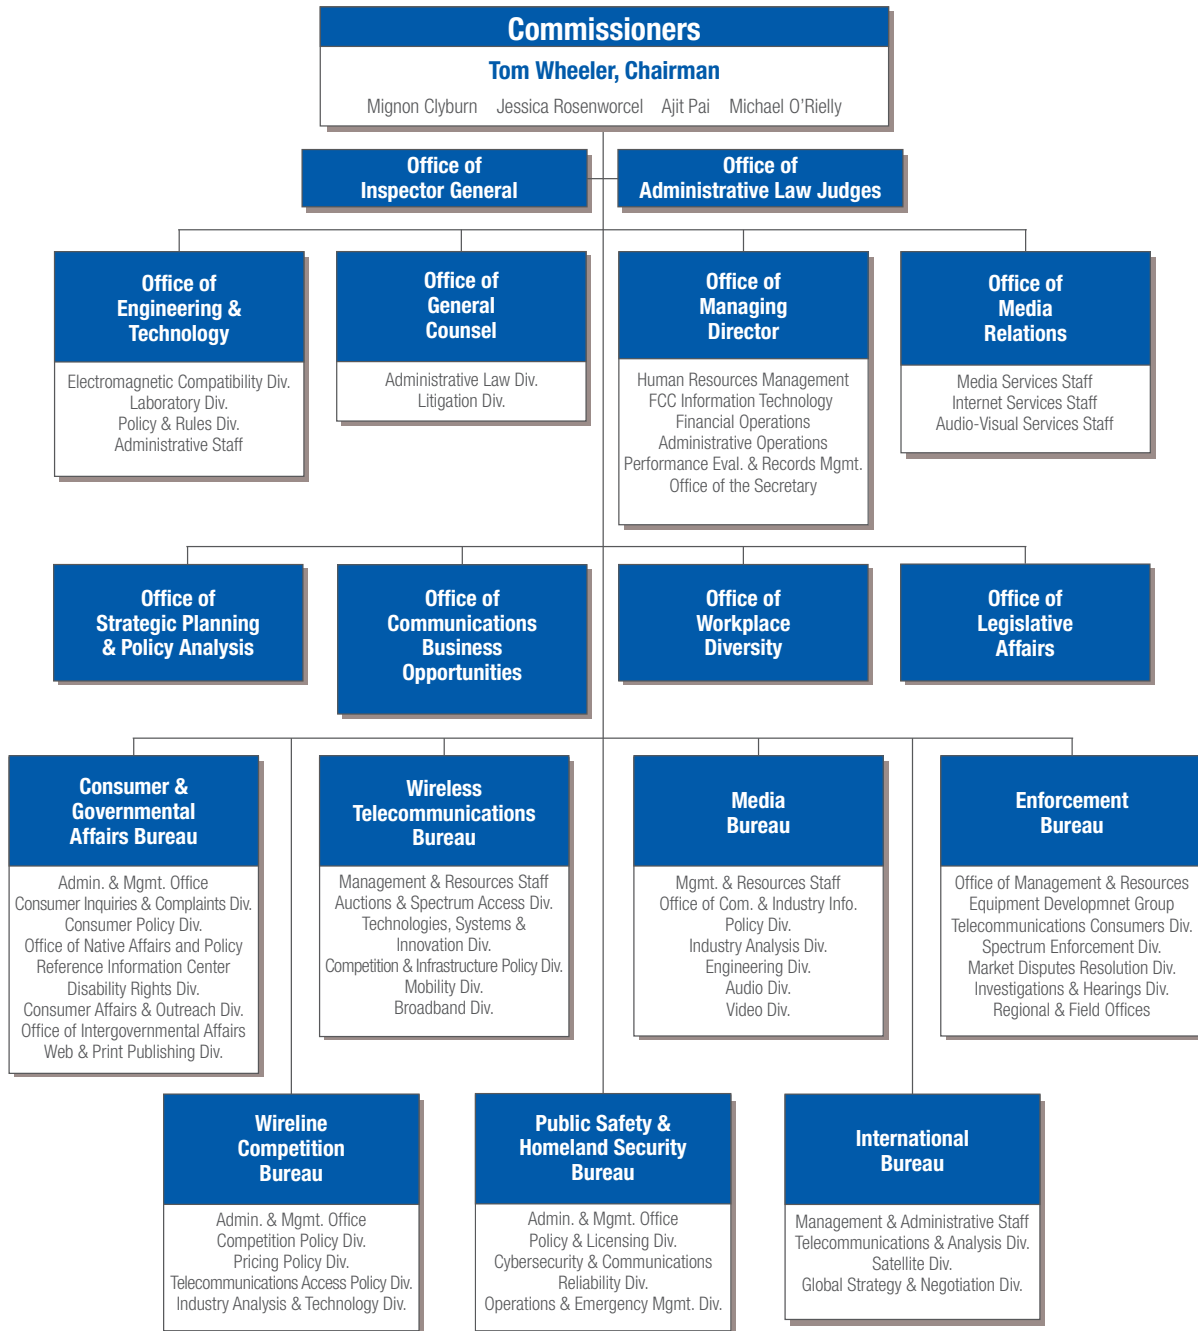 Commissioners
Tom Wheeler, Chairman
Mignon Clyburn Jessica Rosenworcel Ajit Pai Michael O'Rielly
Office of
Inspector General
Office of
Administrative Law Judges
Office of
Engineering &
Technology
Electromagnetic Compatibility Div.
Laboratory Div.
Policy & Rules Div.
Administrative Staff
Office of
General
Counsel
Administrative Law Div.
Litigation Div.
Office of
Managing
Director
Human Resources Management
FCC Information Technology
Financial Operations
Administrative Operations
Performance Eval. & Records Mgmt.
Office of the Secretary
Office of
Media
Relations
Media Services Staff
Internet Services Staff
Audio-Visual Services Staff
Office of
Strategic Planning
& Policy Analysis
Office of
Communications
Business
Opportunities
Office of
Workplace
Diversity
Office of
Legislative
Affairs
Consumer &
Governmental
Affairs Bureau
Admin. & Mgmt. Office
Consumer Inquiries & Complaints Div.
Consumer Policy Div.
Office of Native Affairs and Policy
Reference Information Center
Disability Rights Div.
Consumer Affairs & Outreach Div.
Office of Intergovernmental Affairs
Web & Print Publishing Div.
Wireless
Telecommunications
Bureau
Management & Resources Staff
Auctions & Spectrum Access Div.
Technologies, Systems &
Innovation Div.
Competition & Infrastructure Policy Div.
Mobility Div.
Broadband Div.
Media
Bureau
Mgmt. & Resources Staff
Office of Com. & Industry Info.
Policy Div.
Industry Analysis Div.
Engineering Div.
Audio Div.
Video Div.
Enforcement
Bureau
Office of Management & Resources
Equipment Developmnet Group
Telecommunications Consumers Div.
Spectrum Enforcement Div.
Market Disputes Resolution Div.
Investigations & Hearings Div.
Regional & Field Offices
Wireline
Competition
Bureau
Admin. & Mgmt. Office
Competition Policy Div.
Pricing Policy Div.
Telecommunications Access Policy Div.
Industry Analysis & Technology Div.
Public Safety &
Homeland Security
Bureau
Admin. & Mgmt. Office
Policy & Licensing Div.
Cybersecurity & Communications
Reliability Div.
Operations & Emergency Mgmt. Div.
International
Bureau
Management & Administrative Staff
Telecommunications & Analysis Div.
Satellite Div.
Global Strategy & Negotiation Div.